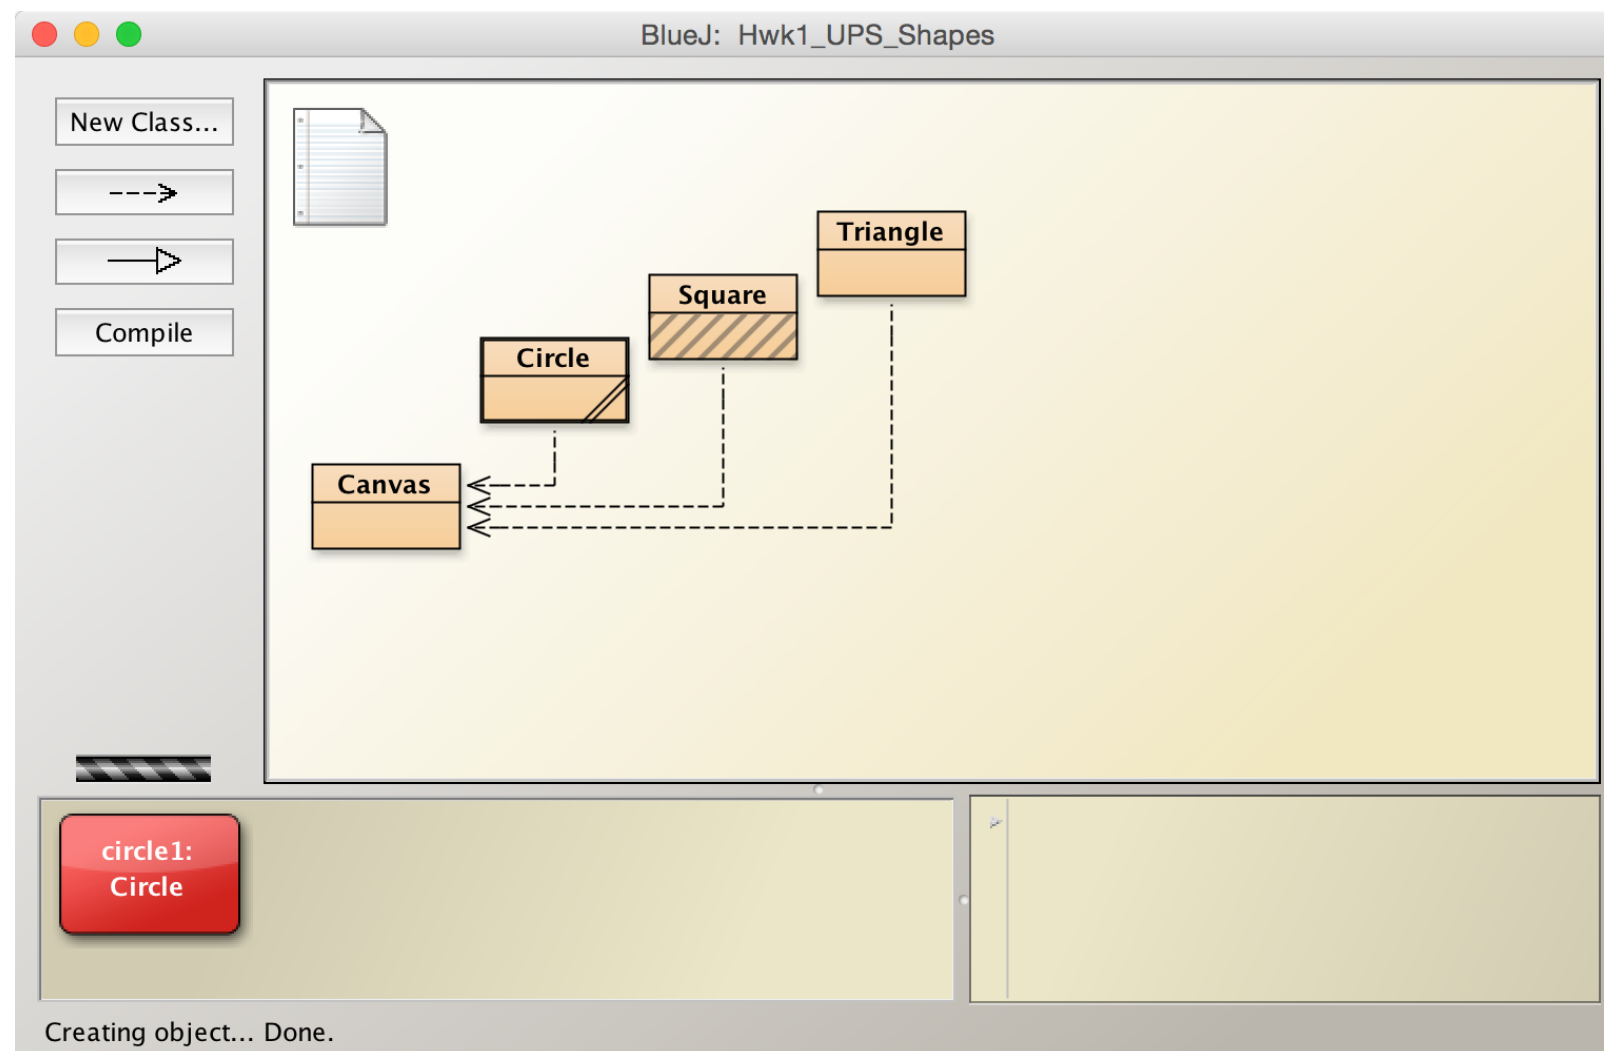 BlueJ: Hwk1_UPS_Shapes
New Class...
Compile
Triangle
Square
Circle
Canvas
circle1:
Circle
Creating object... Done.